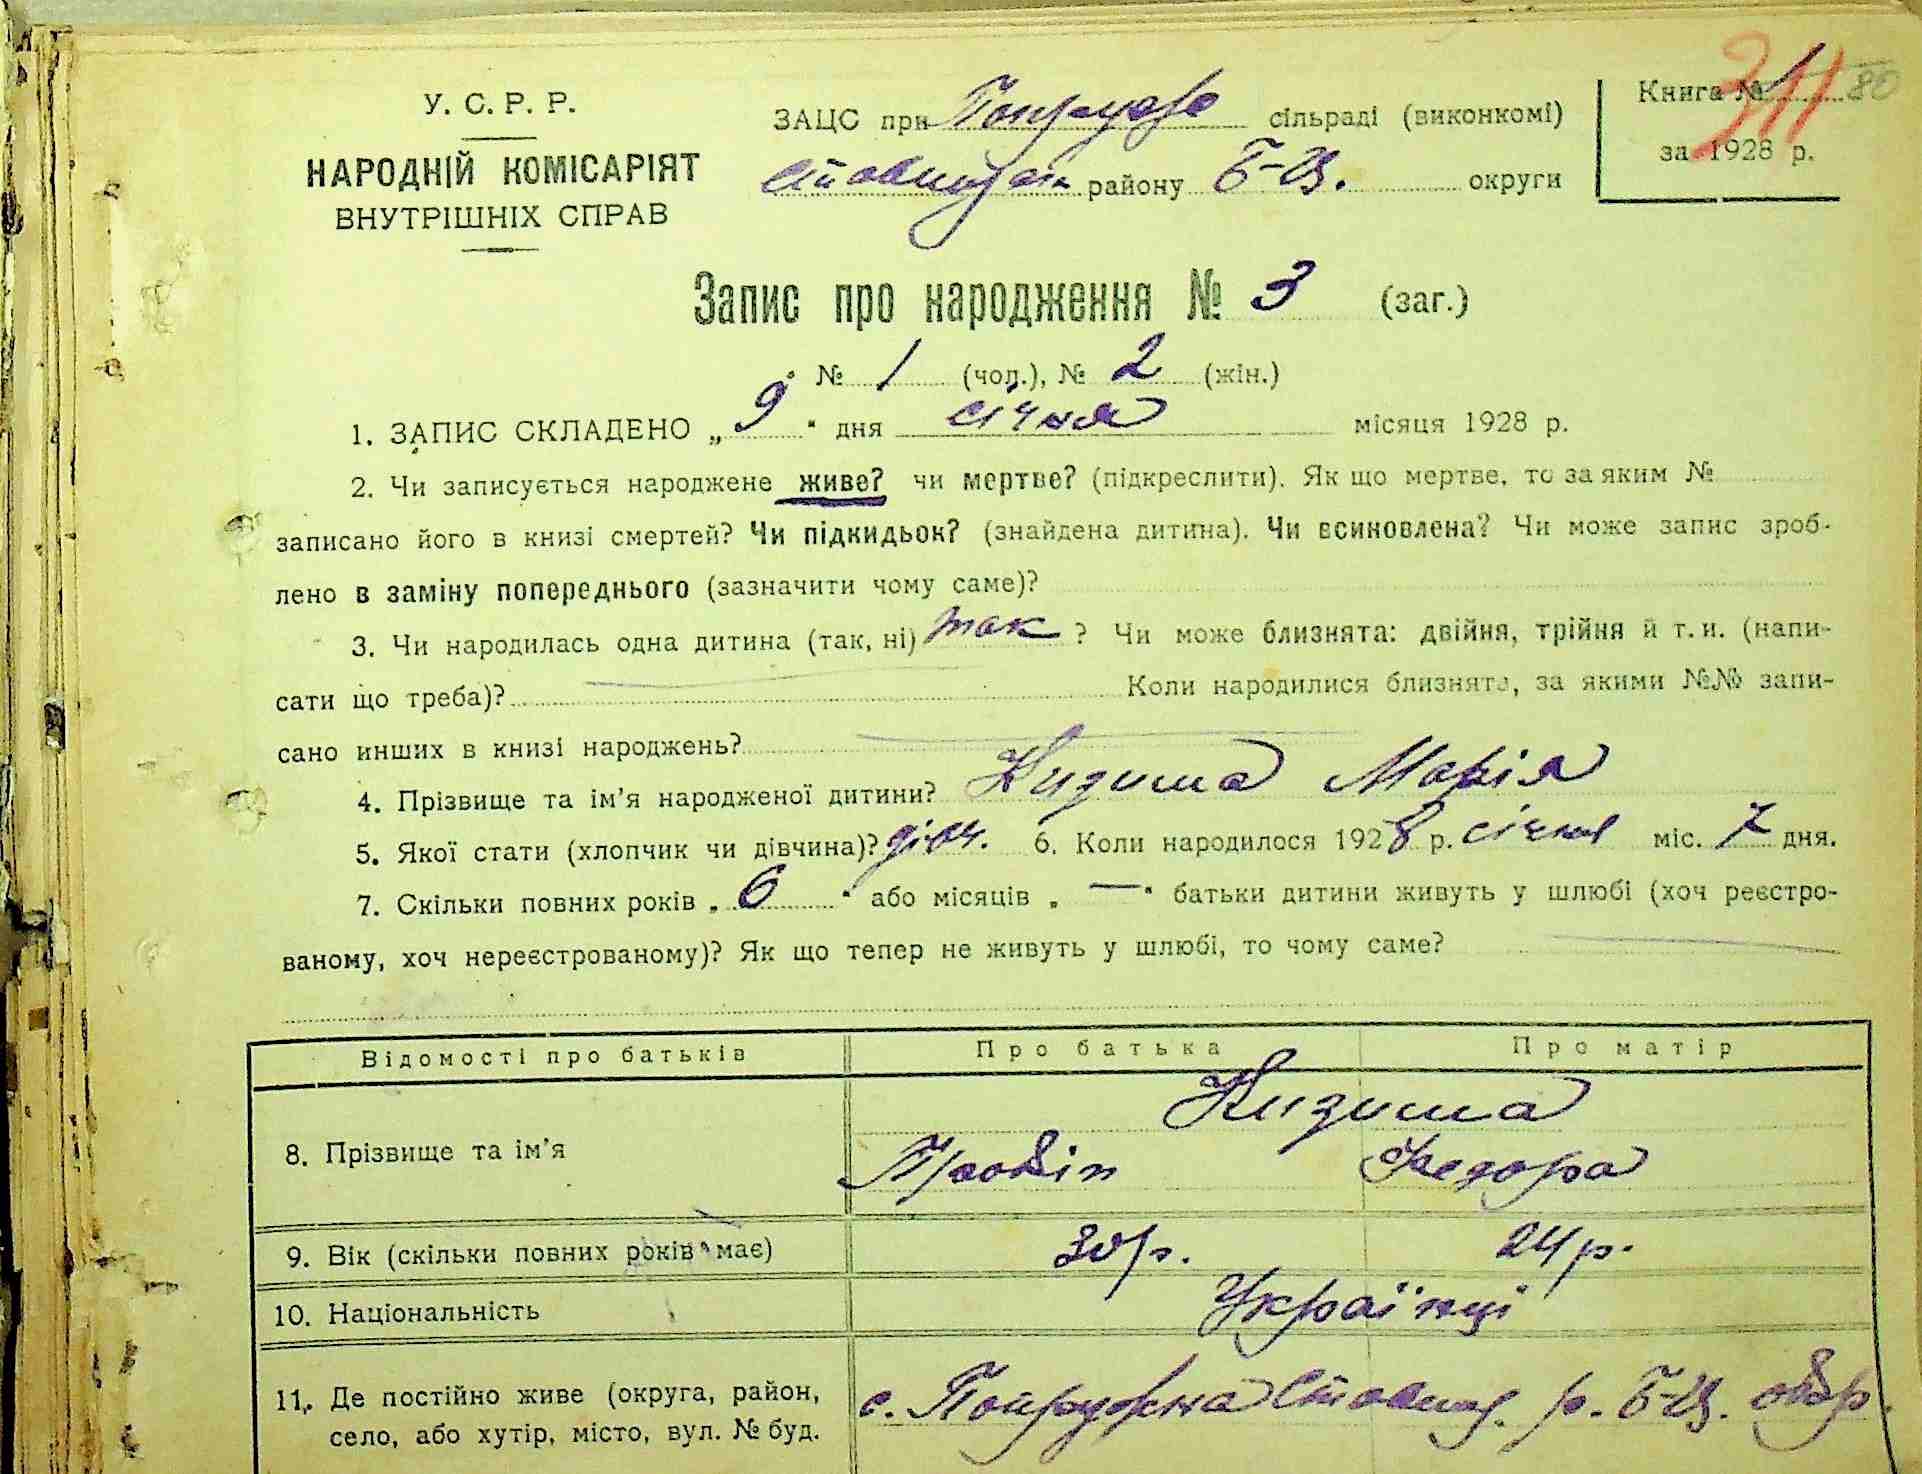 У. С. Р. Р.
НАРОДНІЙ КОМІСАРІЯТ
ВНУТРІШНІХ СПРАВ
ЗАЦС при сільраді (виконкомі)
району Б-Ц. округи
Книга № 1 80
311
за 1928 р.
Запис про народження № 3 (заг.)
№ 1 (чол.), № 2 (жін.)
1. ЗАПИС СКЛАДЕНО „ 9 “ дня січня місяця 1928 р.
2. Чи записується народжене живе? чи мертве? (підкреслити). Як що мертве, то за яким №
записано його в книзі смертей? Чи підкидьок? (знайдена дитина). Чи всиновлена? Чи може запис зроб-
лено в заміну попереднього (зазначити чому саме)?
3. Чи народилась одна дитина (так, ні) так ? Чи може близнята: двійня, трійня й т. и. (напи-
сати що треба)? Коли народилися близнята, за якими №№ запи-
сано инших в книзі народжень?
4. Прізвище та ім'я народженої дитини? Кизима Марія
5. Якої стати (хлопчик чи дівчина)? дівч. 6. Коли народилося 1928 р. січня міс. 7 дня.
7. Скільки повних років „ 6 “ або місяців „ — “ батьки дитини живуть у шлюбі (хоч реєстро-
ваному, хоч нереєстрованому)? Як що тепер не живуть у шлюбі, то чому саме?
Відомості про батьків Про батька Про матір
8. Прізвище та ім'я Кизима
Федора
9. Вік (скільки повних років має) 30 р. 24 р.
10. Національність Українці
11. Де постійно живе (округа, район,
село, або хутір, місто, вул. № буд.
с. Попружна Ставищ. р. Б-Ц. окр.